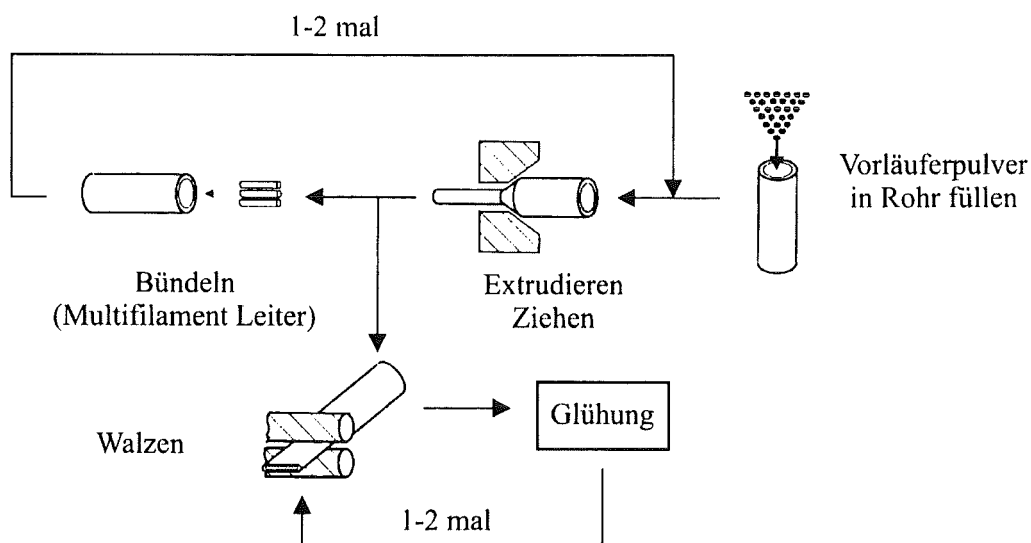 1-2 mal
Vorläuferpulver
in Rohr füllen
Bündeln
(Multifilament Leiter)
Extrudieren
Ziehen
Walzen
Glühung
1-2 mal